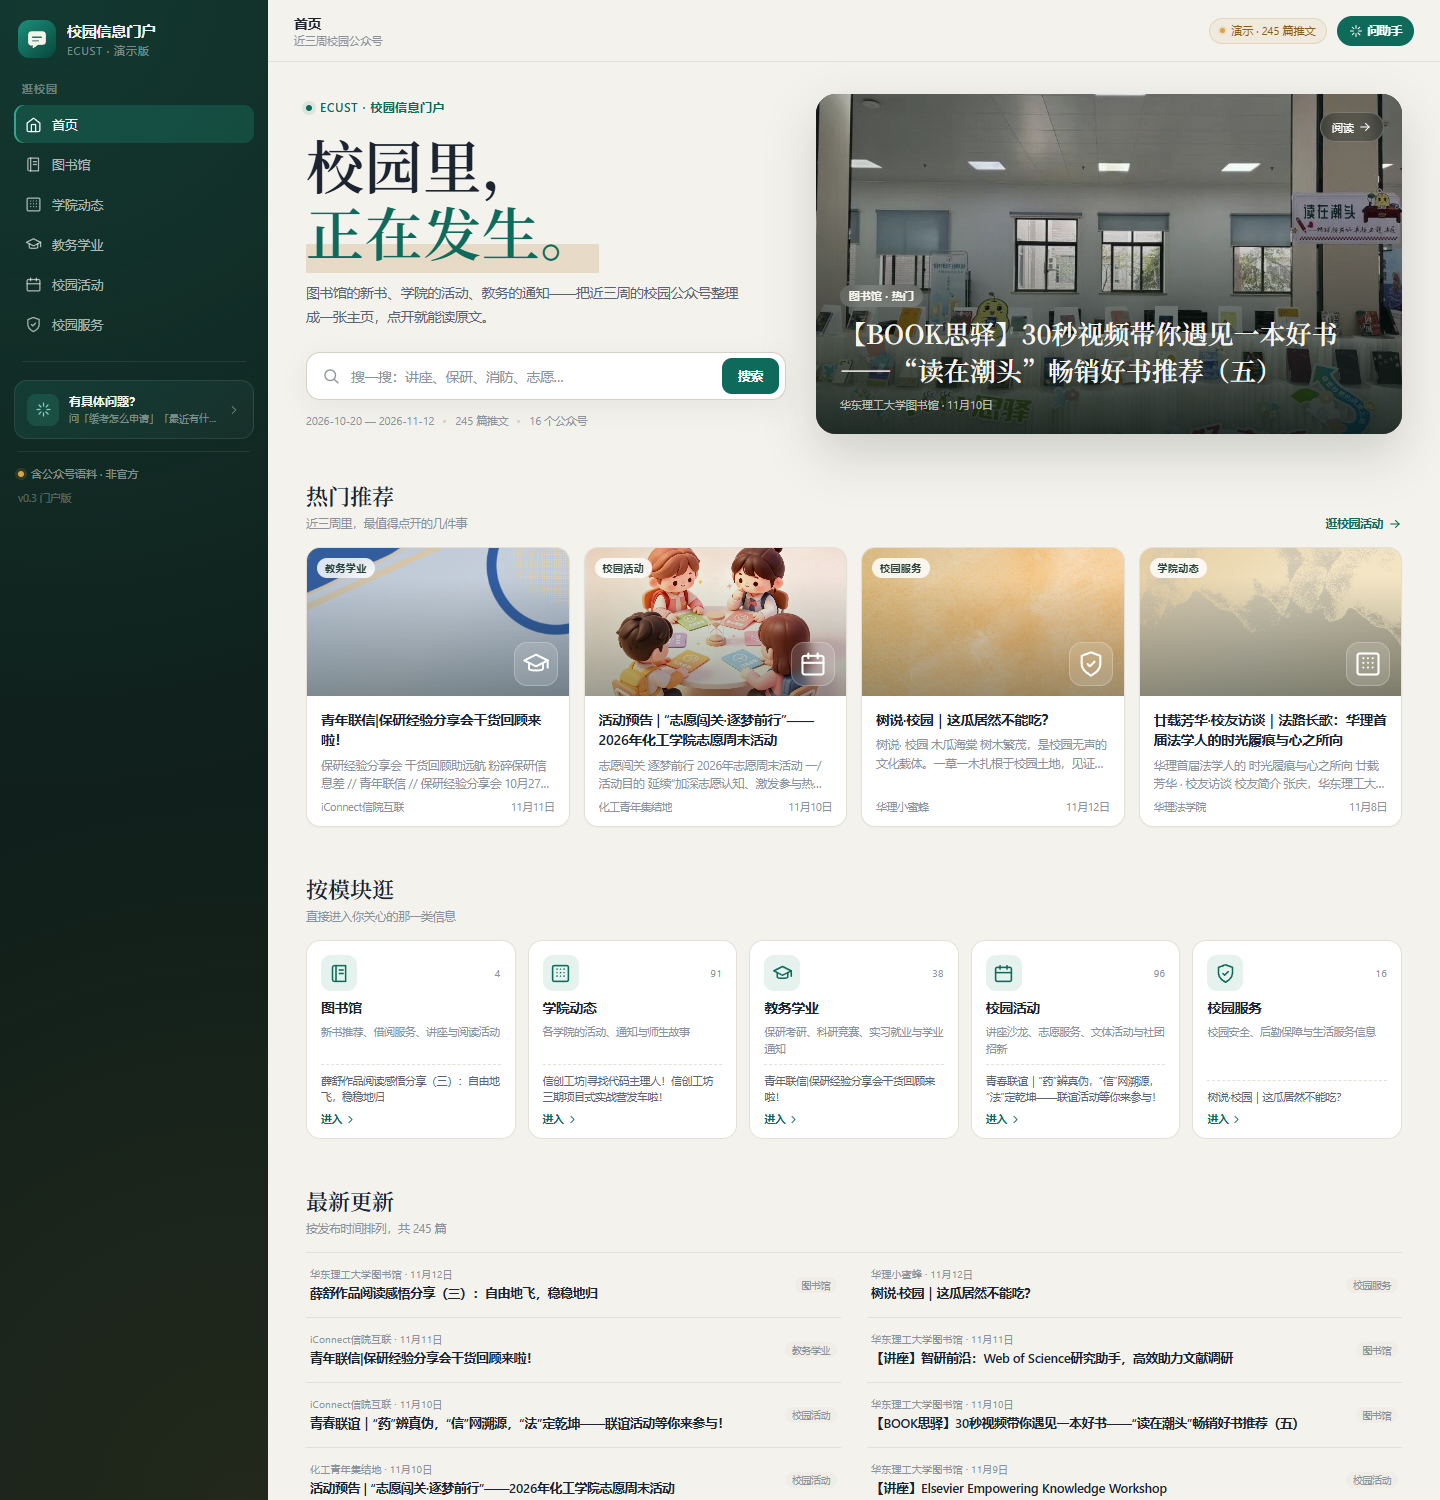 校园信息门户
ECUST · 演示版
逛校园
首页
图书馆
学院动态
教务学业
校园活动
校园服务
有具体问题？
问「缓考怎么申请」「最近有什…
含公众号语料 · 非官方
v0.3 门户版
首页
近三周校园公众号
演示 · 245 篇推文
问助手
ECUST · 校园信息门户
校园里，
正在发生。
图书馆的新书、学院的活动、教务的通知——把近三周的校园公众号整理
成一张主页，点开就能读原文。
搜一搜：讲座、保研、消防、志愿…
搜索
2026-10-20 — 2026-11-12 · 245 篇推文 · 16 个公众号
阅读 →
读在潮头
图书馆 · 热门
【BOOK思驿】30秒视频带你遇见一本好书
——“读在潮头”畅销好书推荐（五）
华东理工大学图书馆 · 11月10日
热门推荐
近三周里，最值得点开的几件事
逛校园活动 →
教务学业
青年联信|保研经验分享会干货回顾来
啦！
保研经验分享会 干货回顾助远航 粉碎保研信
息差 // 青年联信 // 保研经验分享会 10月27…
iConnect信院互联
11月11日
校园活动
活动预告 | “志愿闯关·逐梦前行”——
2026年化工学院志愿周末活动
志愿闯关 逐梦前行 2026年志愿周末活动 一/
活动目的 延续“加深志愿认知、激发参与热…
化工青年集结地
11月10日
校园服务
树说·校园 | 这瓜居然不能吃？
树说· 校园 木瓜海棠 树木繁茂，是校园无声的
文化载体。一草一木扎根于校园土地，见证…
华理小蜜蜂
11月12日
学院动态
廿载芳华·校友访谈 | 法路长歌：华理首
届法学人的时光履痕与心之所向
华理首届法学人的 时光履痕与心之所向 廿载
芳华 · 校友访谈 校友简介 张庆，华东理工大…
华理法学院
11月8日
按模块逛
直接进入你关心的那一类信息
4
图书馆
新书推荐、借阅服务、讲座与阅读活动
薛舒作品阅读感悟分享（三）：自由地
飞，稳稳地归
进入
91
学院动态
各学院的活动、通知与师生故事
信创工坊|寻找代码主理人！信创工坊
三期项目式实战营发车啦！
进入
38
教务学业
保研考研、科研竞赛、实习就业与学业
通知
青年联信|保研经验分享会干货回顾来
啦！
进入
96
校园活动
讲座沙龙、志愿服务、文体活动与社团
招新
青春联谊 | “药”辨真伪，“信”网溯源，
“法”定乾坤——联谊活动等你来参与！
进入
16
校园服务
校园安全、后勤保障与生活服务信息
树说·校园 | 这瓜居然不能吃？
进入
最新更新
按发布时间排列，共 245 篇
华东理工大学图书馆 · 11月12日
薛舒作品阅读感悟分享（三）：自由地飞，稳稳地归
图书馆
华理小蜜蜂 · 11月12日
树说·校园 | 这瓜居然不能吃？
校园服务
iConnect信院互联 · 11月11日
青年联信|保研经验分享会干货回顾来啦！
教务学业
华东理工大学图书馆 · 11月11日
【讲座】智研前沿：Web of Science研究助手，高效助力文献调研
图书馆
iConnect信院互联 · 11月10日
青春联谊 | “药”辨真伪，“信”网溯源，“法”定乾坤——联谊活动等你来参与！
校园活动
华东理工大学图书馆 · 11月10日
【BOOK思驿】30秒视频带你遇见一本好书——“读在潮头”畅销好书推荐（五）
图书馆
化工青年集结地 · 11月10日
活动预告 | “志愿闯关·逐梦前行”——2026年化工学院志愿周末活动
校园活动
华东理工大学图书馆 · 11月9日
【讲座】Elsevier Empowering Knowledge Workshop
校园活动